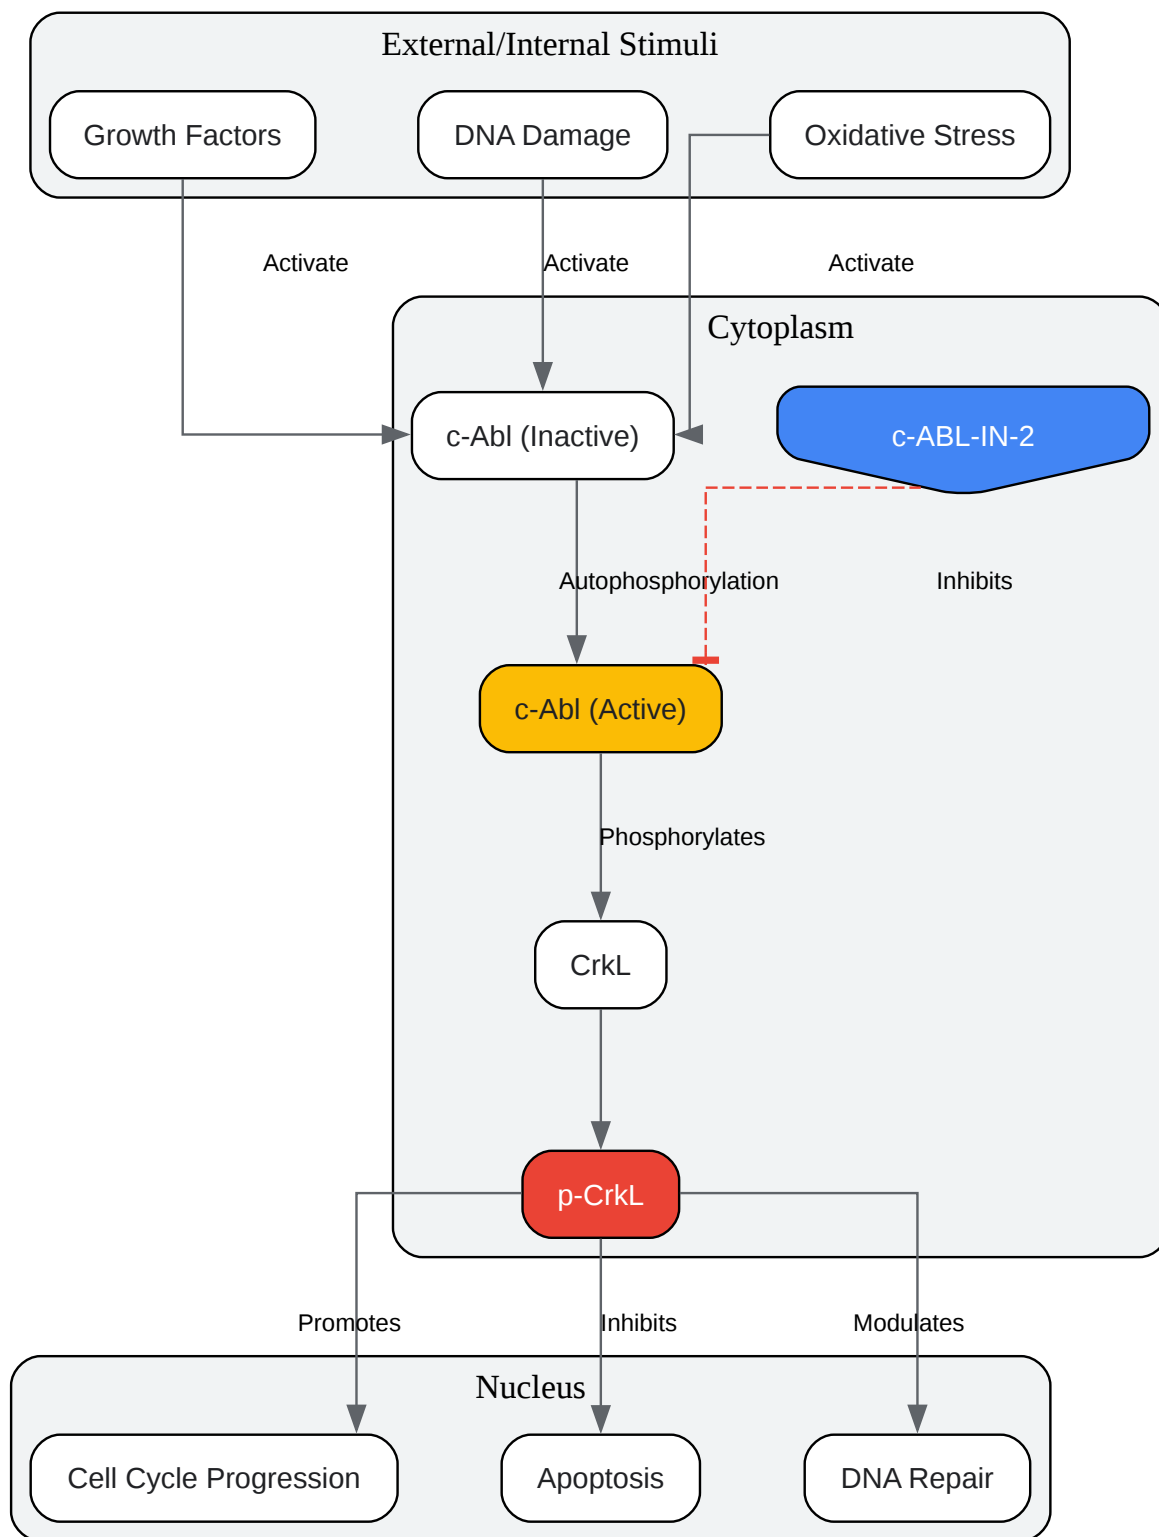 External/Internal Stimuli
Growth Factors
DNA Damage
Oxidative Stress
Activate
Activate
Activate
Cytoplasm
c-Abl (Inactive)
c-ABL-IN-2
Autophosphorylation
Inhibits
c-Abl (Active)
Phosphorylates
CrkL
p-CrkL
Promotes
Inhibits
Modulates
Nucleus
Cell Cycle Progression
Apoptosis
DNA Repair